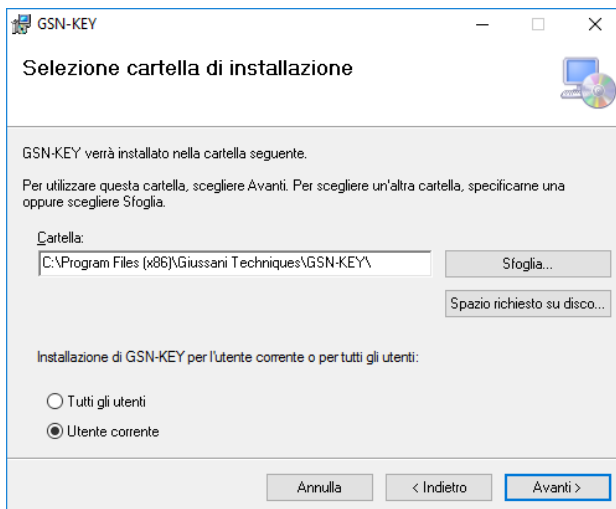 GSN-KEY
Selezione cartella di installazione
GSN-KEY verrà installato nella cartella seguente.
Per utilizzare questa cartella, scegliere Avanti. Per scegliere un'altra cartella, specificarne una
oppure scegliere Sfoglia.
Cartella:
C:\Program Files (x86)\Giussani Techniques\GSN-KEY\
Sfoglia...
Spazio richiesto su disco...
Installazione di GSN-KEY per l'utente corrente o per tutti gli utenti:
Tutti gli utenti
Utente corrente
Annulla
< Indietro
Avanti >